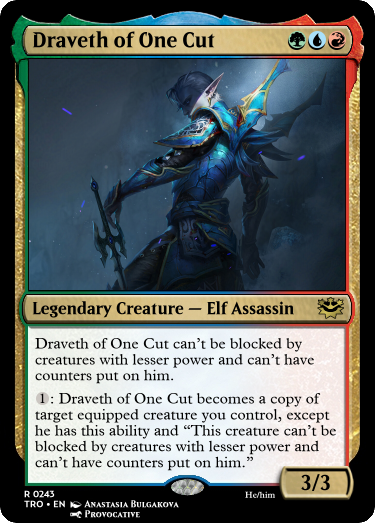 Draveth of One Cut
Legendary Creature — Elf Assassin
Draveth of One Cut can't be blocked by
creatures with lesser power and can't have
counters put on him.
1: Draveth of One Cut becomes a copy of
target equipped creature you control, except
he has this ability and “This creature can't be
blocked by creatures with lesser power and
can't have counters put on him.”
3/3
R 0243
TRO • EN Anastasia Bulgakova
Provocative
He/him